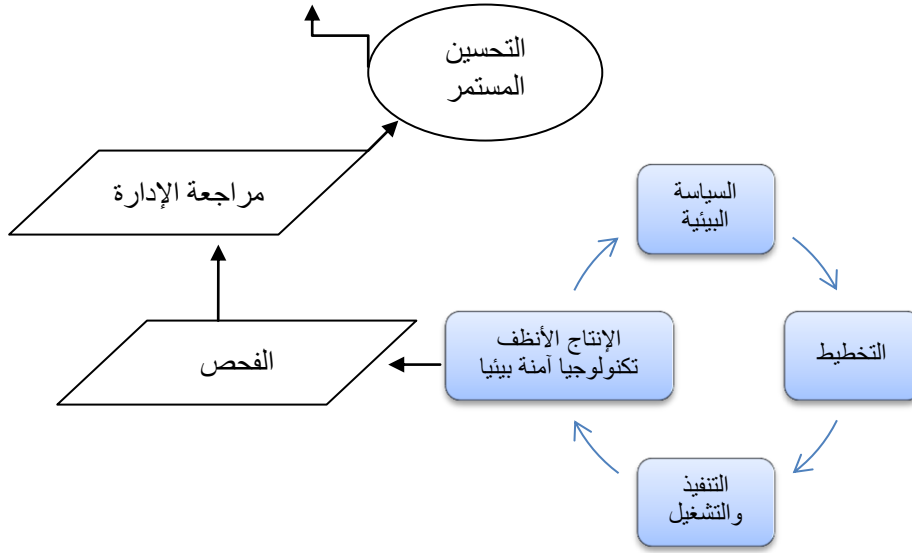 التحسين
المستمر
مراجعة الإدارة
السياسة
البيئية
الإنتاج الأنظف
تكنولوجيا آمنة بيئيا
التخطيط
الفحص
التنفيذ
والتشغيل